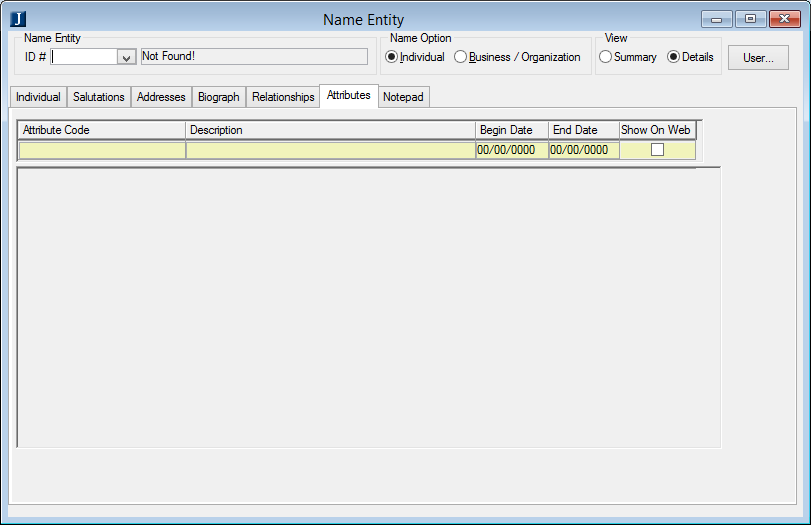 J
Name Entity
Name Entity
ID #
Not Found!
Name Option
Individual
Business / Organization
View
Summary
Details
User...
Individual
Salutations
Addresses
Biograph
Relationships
Attributes
Notepad
Attribute Code
Description
Begin Date
End Date
Show On Web
00/00/0000
00/00/0000